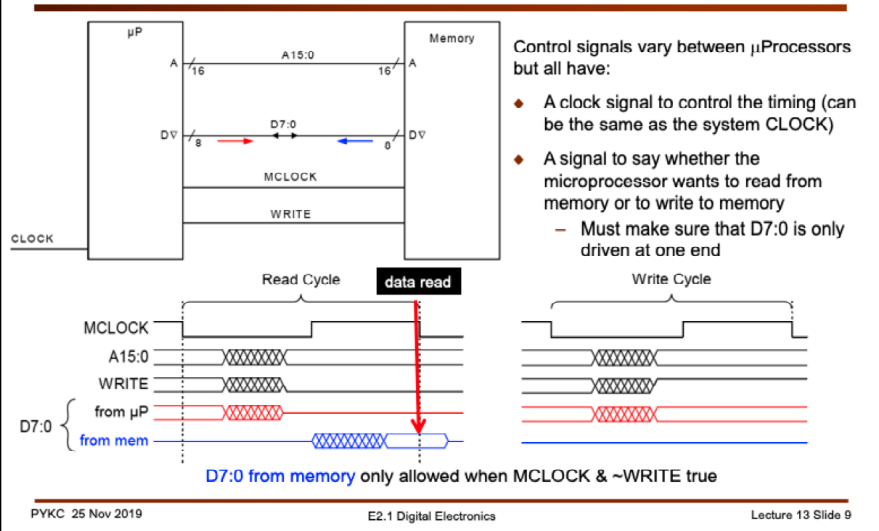 µP
Memory
A
16
A15:0
16
A
D▽
8
D7:0
8
D▽
MCLOCK
WRITE
CLOCK
Control signals vary between µProcessors
but all have:
◆ A clock signal to control the timing (can
be the same as the system CLOCK)
◆ A signal to say whether the
microprocessor wants to read from
memory or to write to memory
– Must make sure that D7:0 is only
driven at one end
Read Cycle
data read
Write Cycle
MCLOCK
A15:0
WRITE
from µP
D7:0
from mem
D7:0 from memory only allowed when MCLOCK & ~WRITE true
PYKC 25 Nov 2019
E2.1 Digital Electronics
Lecture 13 Slide 9